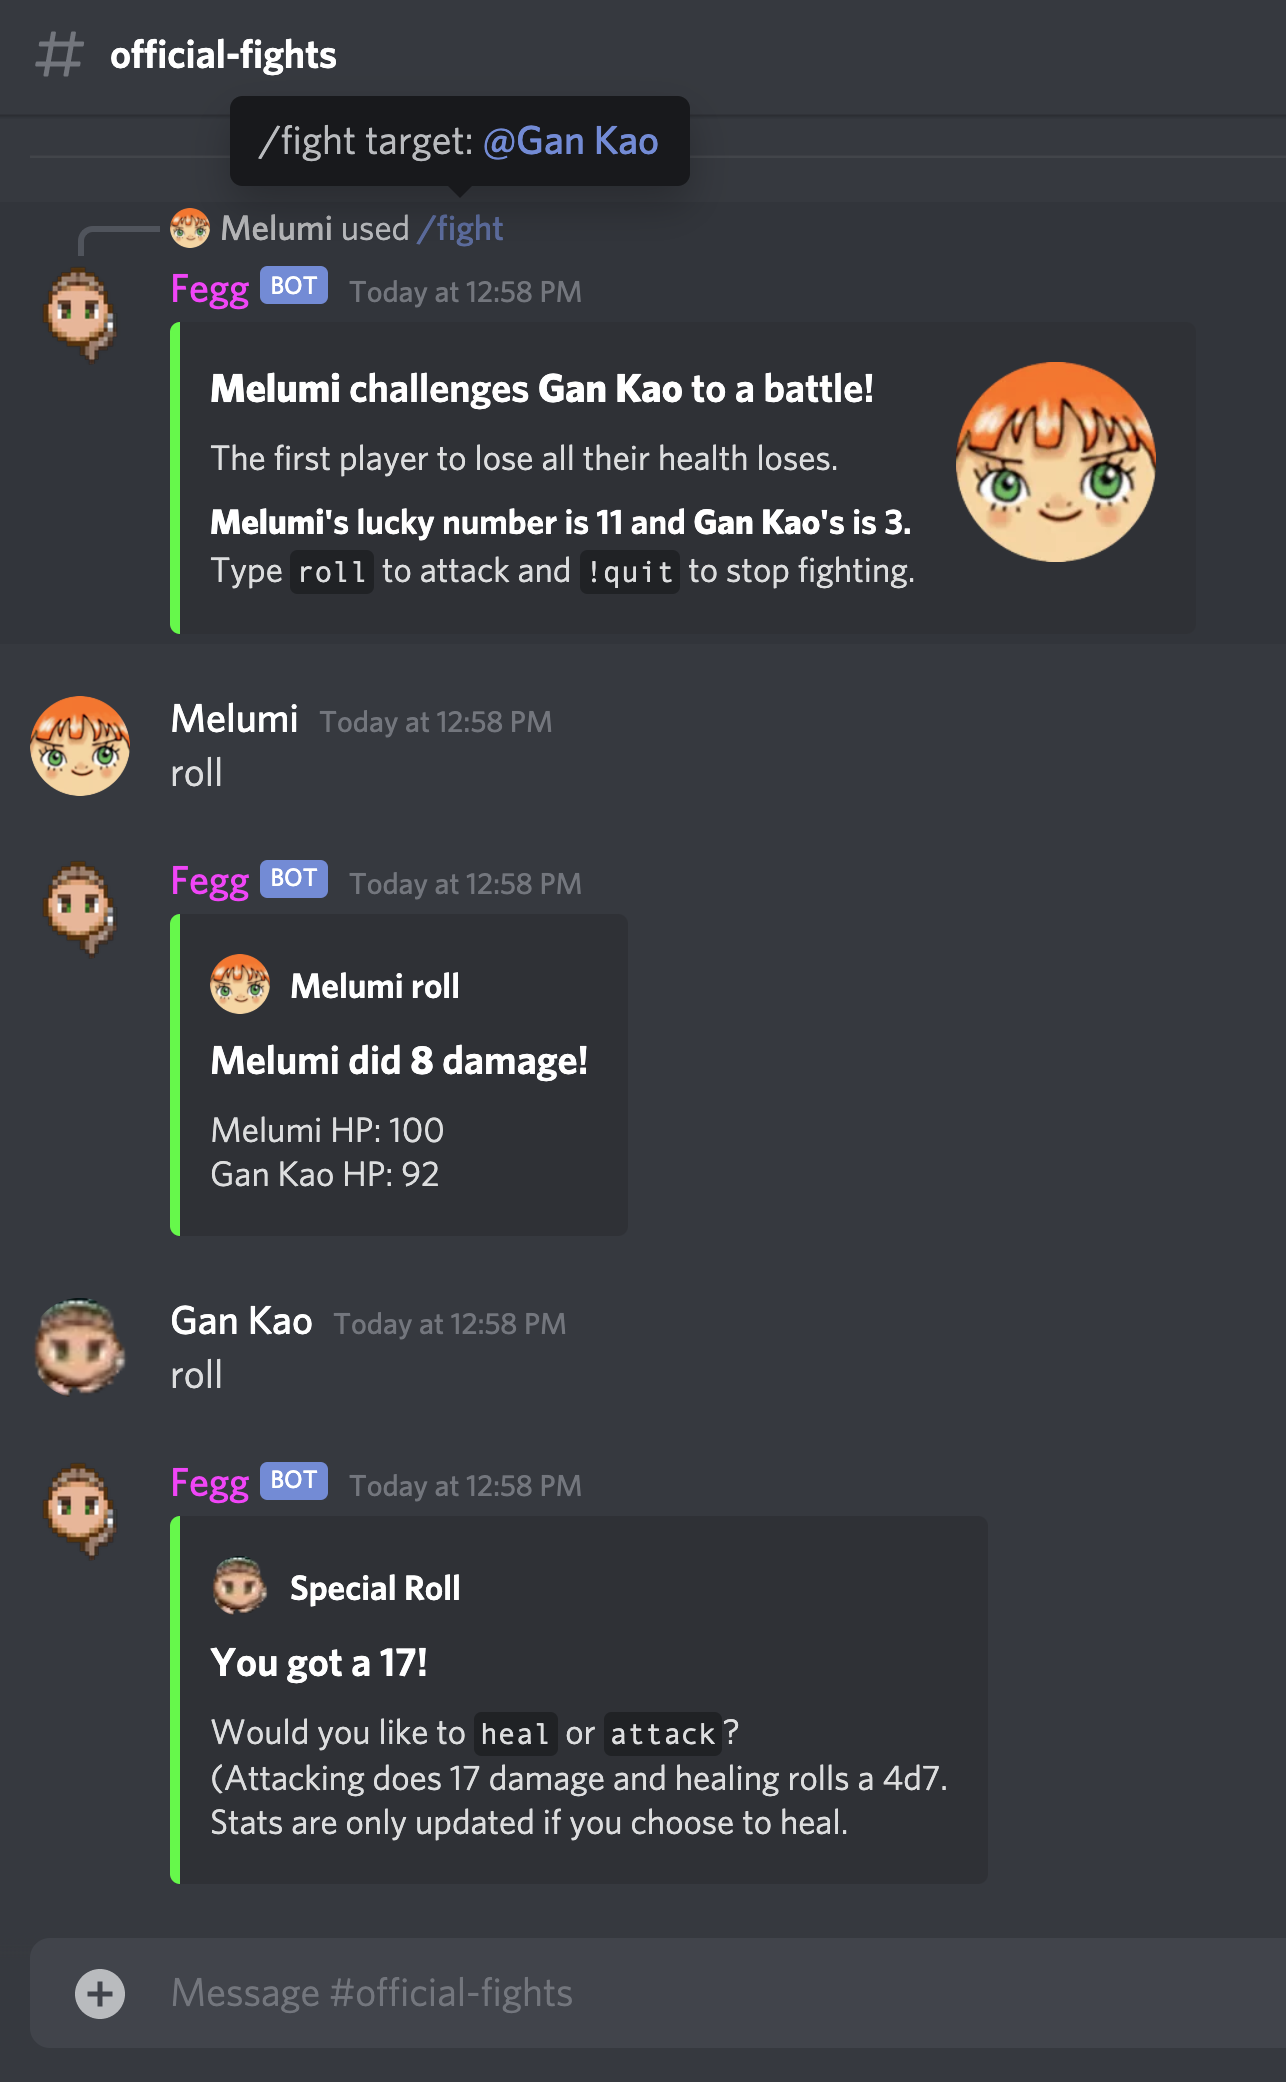 # official-fights
/fight target: @Gan Kao
Melumi used /fight
Fegg BOT Today at 12:58 PM
Melumi challenges Gan Kao to a battle!
The first player to lose all their health loses.
Melumi's lucky number is 11 and Gan Kao's is 3.
Type roll to attack and !quit to stop fighting.
Melumi Today at 12:58 PM
roll
Fegg BOT Today at 12:58 PM
Melumi roll
Melumi did 8 damage!
Melumi HP: 100
Gan Kao HP: 92
Gan Kao Today at 12:58 PM
roll
Fegg BOT Today at 12:58 PM
Special Roll
You got a 17!
Would you like to heal or attack?
(Attacking does 17 damage and healing rolls a 4d7.
Stats are only updated if you choose to heal.
Message #official-fights